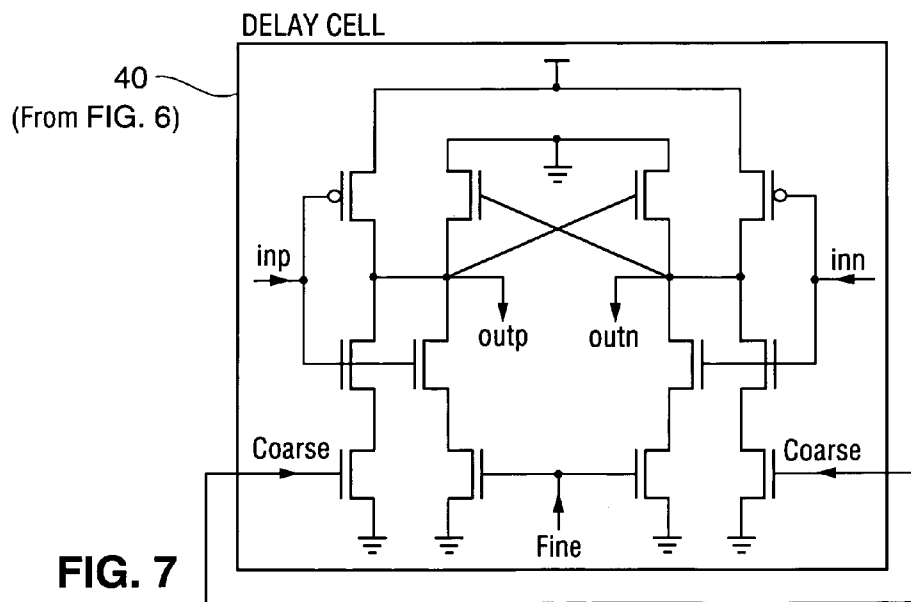 DELAY CELL
40
(From FIG. 6)
inp
inn
outp
outn
Coarse
Coarse
Fine
FIG. 7